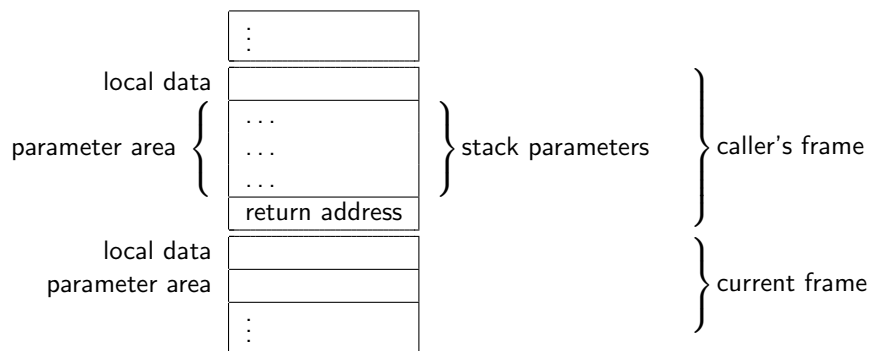 ⋮
local data
. . .
parameter area
. . .
stack parameters
caller's frame
. . .
return address
local data
parameter area
current frame
⋮